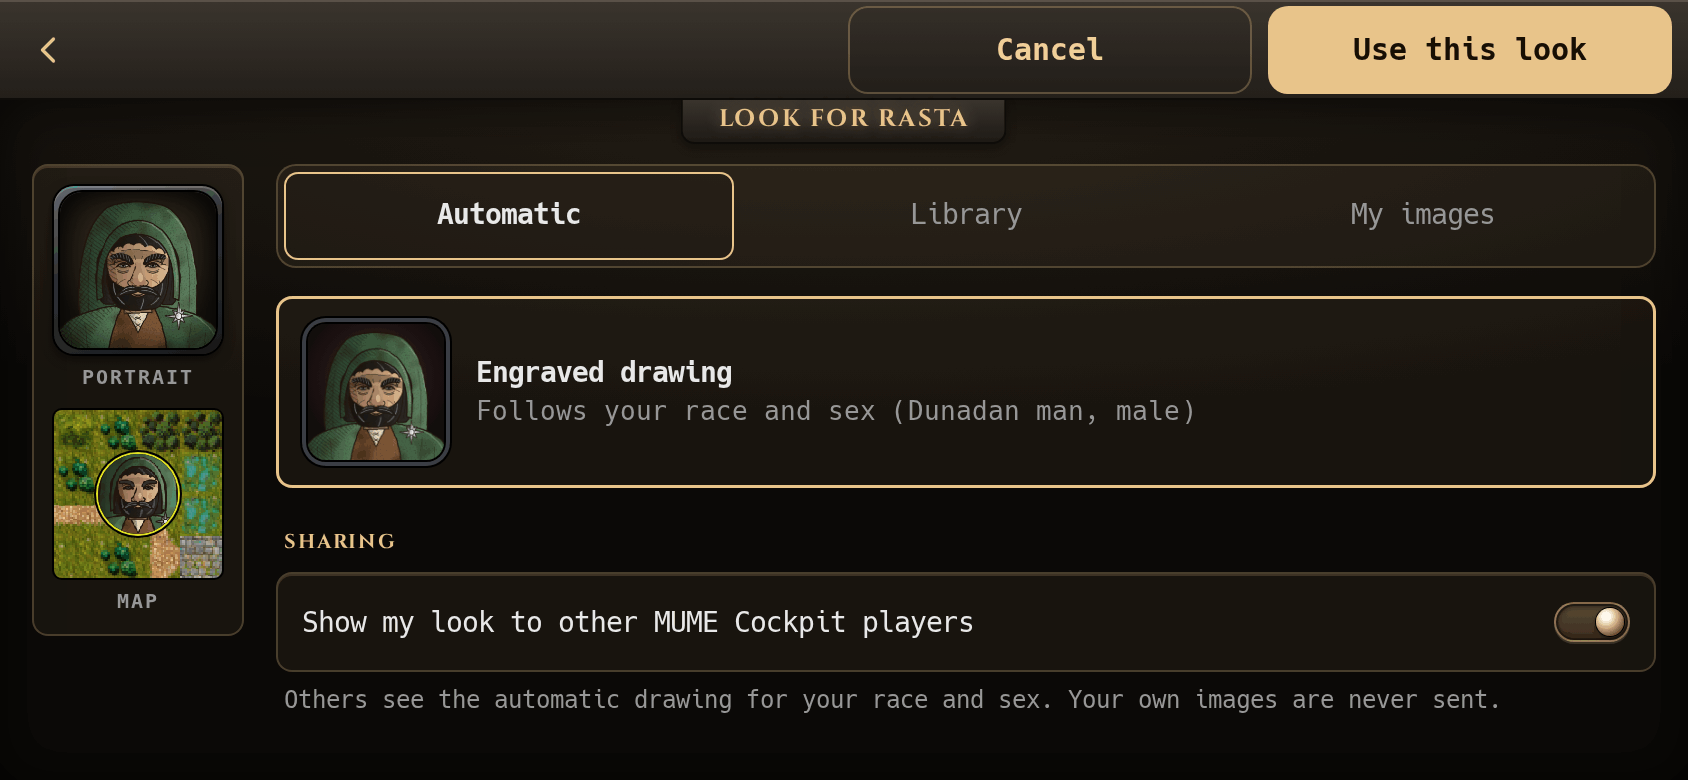 Cancel
Use this look
LOOK FOR RASTA
Automatic
Library
My images
PORTRAIT
MAP
Engraved drawing
Follows your race and sex (Dunadan man, male)
SHARING
Show my look to other MUME Cockpit players
Others see the automatic drawing for your race and sex. Your own images are never sent.